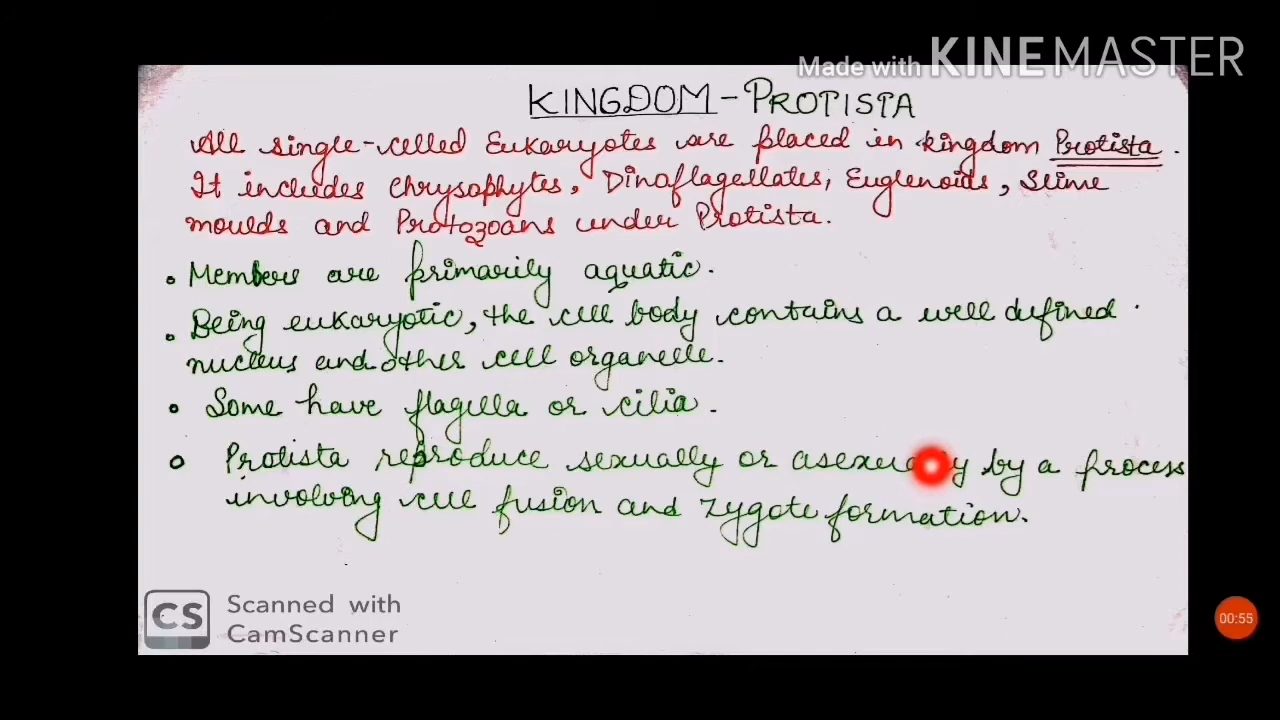 Made with KINEMASTER
KINGDOM - PROTISTA
All single-celled Eukaryotes are placed in kingdom Protista.
It includes Chrysophytes, Dinoflagellates, Euglenoids, Slime
moulds and Protozoans under Protista.
• Members are primarily aquatic.
• Being eukaryotic, the cell body contains a well defined
nucleus and other cell organelle.
• Some have flagella or cilia.
• Protista reproduce sexually or asexually by a process
involving cell fusion and zygote formation.
CS Scanned with
CamScanner
00:55